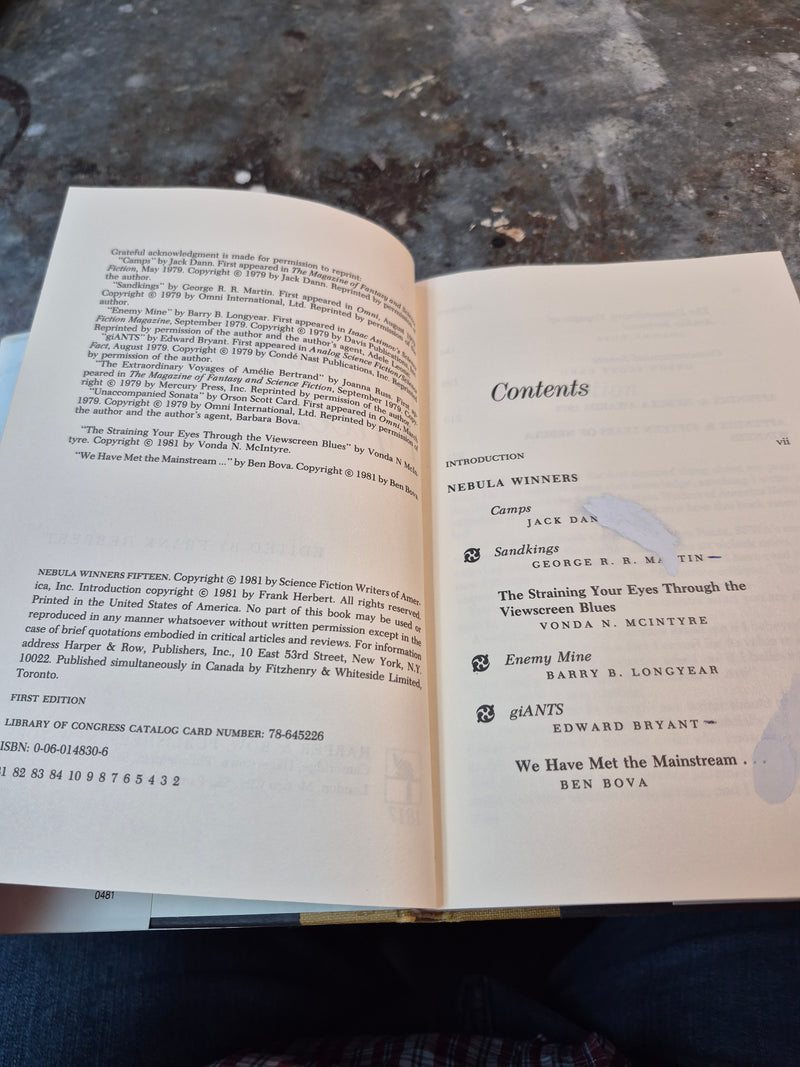 Grateful acknowledgment is made for permission to reprint:
"Camps" by Jack Dann. First appeared in The Magazine of Fantasy and
Fiction, May 1979. Copyright © 1979 by Jack Dann. Reprinted by permission
the author.
"Sandkings" by George R. R. Martin. First appeared in Omni, August
Copyright © 1979 by Omni International, Ltd. Reprinted by permission of
author.
"Enemy Mine" by Barry B. Longyear. First appeared in Isaac Asimov's
Fiction Magazine, September 1979. Copyright © 1979 by Davis Publications,
Reprinted by permission of the author and the author's agent, Adele
"giANTS" by Edward Bryant. First appeared in Analog Science Fiction/Science
Fact, August 1979. Copyright © 1979 by Condé Nast Publications, Inc.
by permission of the author.
"The Extraordinary Voyages of Amélie Bertrand" by Joanna Russ. First
peared in The Magazine of Fantasy and Science Fiction, September 1979. Copy-
right © 1979 by Mercury Press, Inc. Reprinted by permission of the author.
"Unaccompanied Sonata" by Orson Scott Card. First appeared in Omni,
1979. Copyright © 1979 by Omni International, Ltd. Reprinted by permission of
the author and the author's agent, Barbara Bova.
"The Straining Your Eyes Through the Viewscreen Blues" by Vonda N. McIn-
tyre. Copyright © 1981 by Vonda N. McIntyre.
"We Have Met the Mainstream ..." by Ben Bova. Copyright © 1981 by Ben Bova.
NEBULA WINNERS FIFTEEN. Copyright © 1981 by Science Fiction Writers of Amer-
ica, Inc. Introduction copyright © 1981 by Frank Herbert. All rights reserved.
Printed in the United States of America. No part of this book may be used or
reproduced in any manner whatsoever without written permission except in the
case of brief quotations embodied in critical articles and reviews. For information
address Harper & Row, Publishers, Inc., 10 East 53rd Street, New York, N.Y.
10022. Published simultaneously in Canada by Fitzhenry & Whiteside Limited,
Toronto.
FIRST EDITION
LIBRARY OF CONGRESS CATALOG CARD NUMBER: 78-645226
ISBN: 0-06-014830-6
82 83 84 10 9 8 7 6 5 4 3 2
0481
Contents
INTRODUCTION vii
NEBULA WINNERS
Camps
JACK DAN
Sandkings
GEORGE R. R. MARTIN
The Straining Your Eyes Through the
Viewscreen Blues
VONDA N. MCINTYRE
Enemy Mine
BARRY B. LONGYEAR
giANTS
EDWARD BRYANT
We Have Met the Mainstream . . .
BEN BOVA